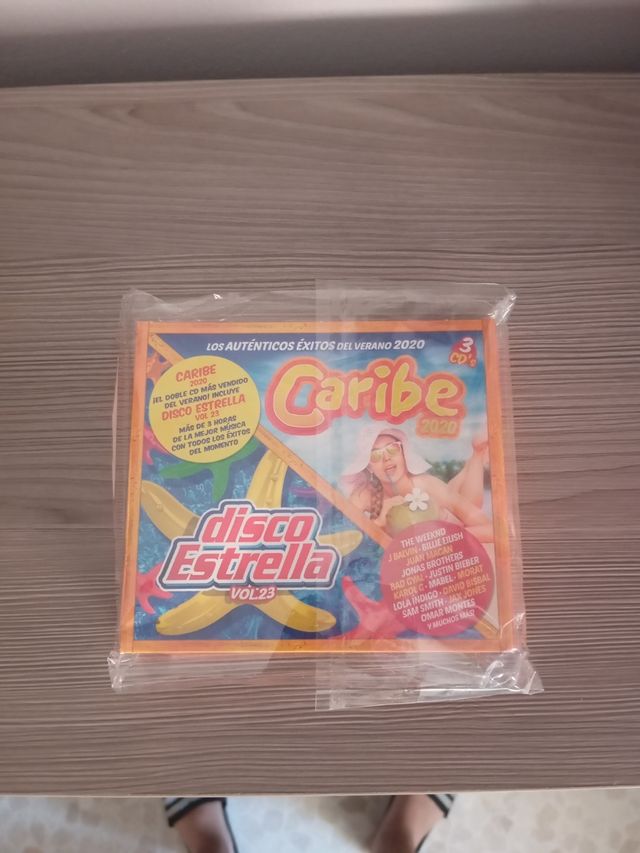 LOS AUTÉNTICOS ÉXITOS DEL VERANO 2020
3
CD's
CARIBE
2020
¡EL DOBLE CD MÁS VENDIDO
DEL VERANO! INCLUYE
DISCO ESTRELLA
VOL 23
MÁS DE 3 HORAS
DE LA MEJOR MÚSICA
CON TODOS LOS ÉXITOS
DEL MOMENTO
Caribe
2020
disco
Estrella
VOL.23
THE WEEKND
J BALVIN · BILLIE EILISH
JUAN MAGÁN
JONAS BROTHERS
BAD GYAL · JUSTIN BIEBER
KAROL G · MABEL · MORAT
LOLA INDIGO · DAVID BISBAL
SAM SMITH · JAX JONES
OMAR MONTES
Y MUCHOS MÁS!